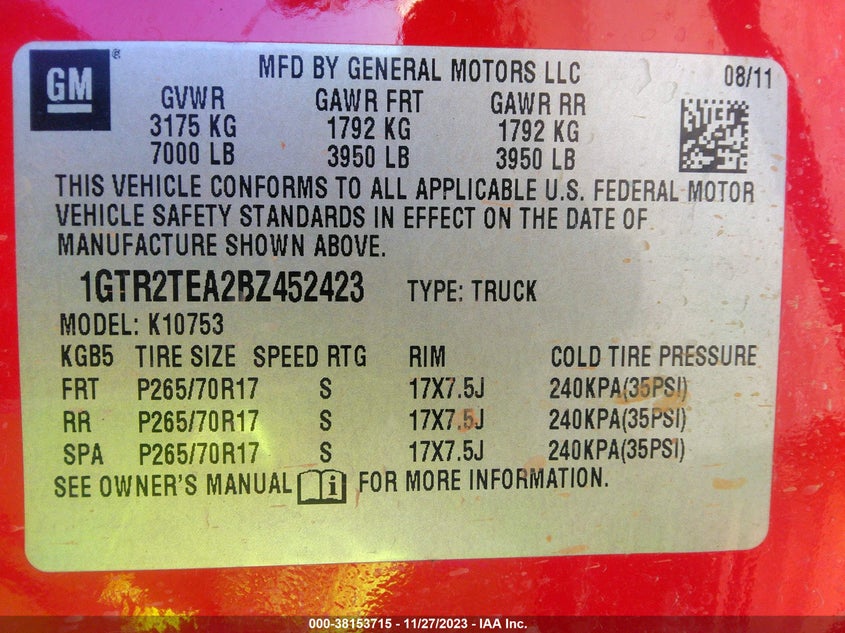 GM ®
MFD BY GENERAL MOTORS LLC 08/11
GVWR GAWR FRT GAWR RR
3175 KG 1792 KG 1792 KG
7000 LB 3950 LB 3950 LB
THIS VEHICLE CONFORMS TO ALL APPLICABLE U.S. FEDERAL MOTOR
VEHICLE SAFETY STANDARDS IN EFFECT ON THE DATE OF
MANUFACTURE SHOWN ABOVE.
1GTR2TEA2BZ452423 TYPE: TRUCK
MODEL: K10753
KGB5 TIRE SIZE SPEED RTG RIM COLD TIRE PRESSURE
FRT P265/70R17 S 17X7.5J 240KPA(35PSI)
RR P265/70R17 S 17X7.5J 240KPA(35PSI)
SPA P265/70R17 S 17X7.5J 240KPA(35PSI)
SEE OWNER'S MANUAL i FOR MORE INFORMATION.
000-38153715 - 11/27/2023 - IAA Inc.